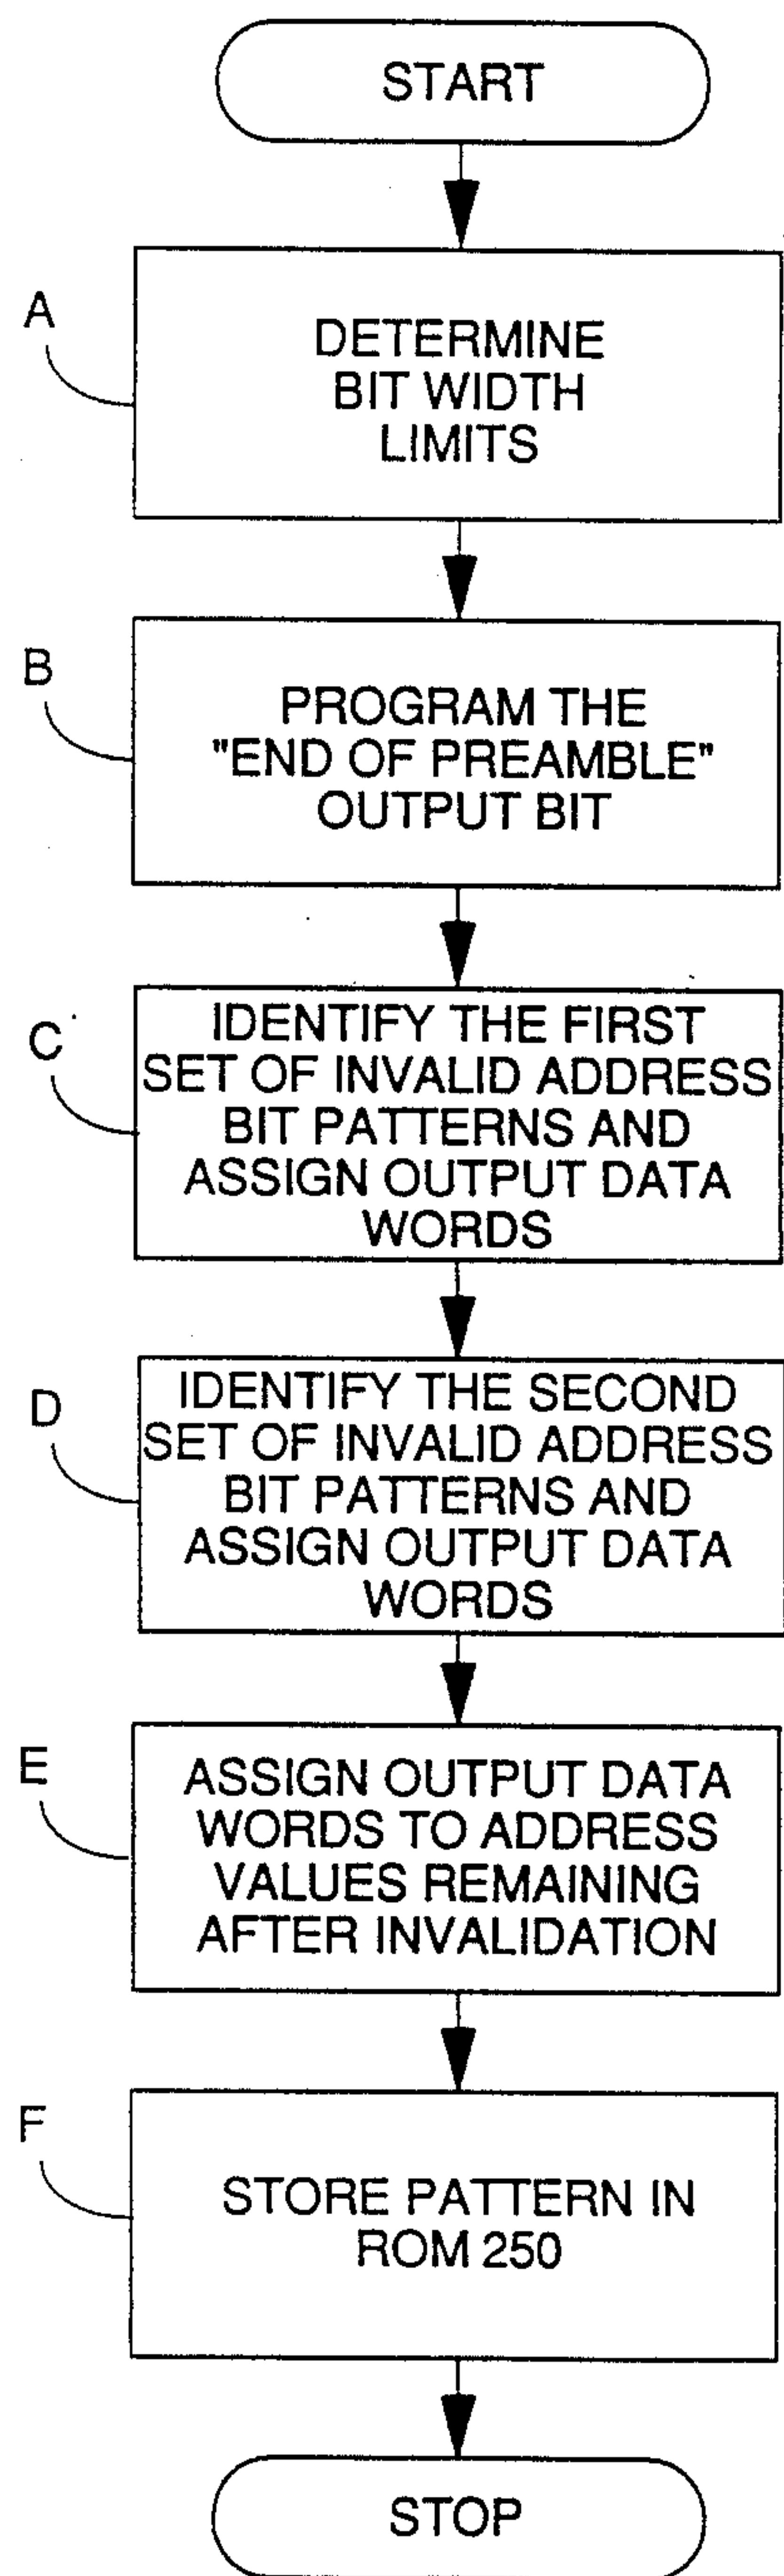 START
A
DETERMINE
BIT WIDTH
LIMITS
B
PROGRAM THE
"END OF PREAMBLE"
OUTPUT BIT
C
IDENTIFY THE FIRST
SET OF INVALID ADDRESS
BIT PATTERNS AND
ASSIGN OUTPUT DATA
WORDS
D
IDENTIFY THE SECOND
SET OF INVALID ADDRESS
BIT PATTERNS AND
ASSIGN OUTPUT DATA
WORDS
E
ASSIGN OUTPUT DATA
WORDS TO ADDRESS
VALUES REMAINING
AFTER INVALIDATION
F
STORE PATTERN IN
ROM 250
STOP